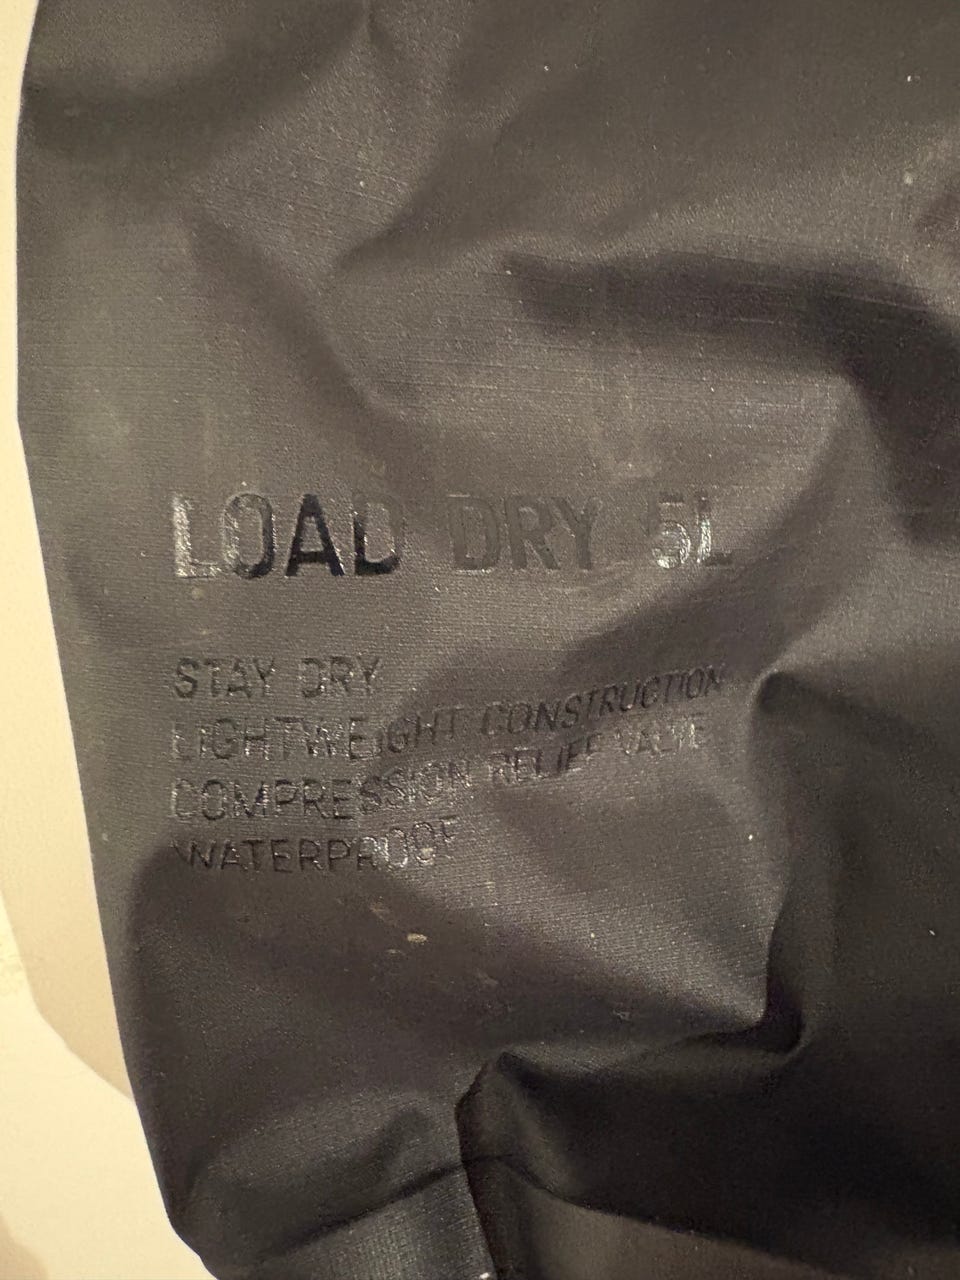 LOAD DRY 5L
STAY DRY
LIGHTWEIGHT CONSTRUCTION
COMPRESSION RELIEF VALVE
WATERPROOF